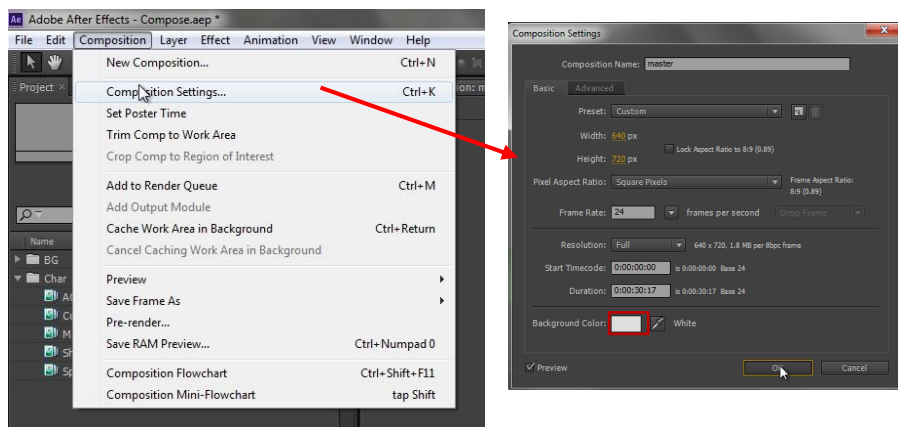 Ae Adobe After Effects - Compose.aep *
File Edit Composition Layer Effect Animation View Window Help
New Composition... Ctrl+N
Project ×
Composition Settings... Ctrl+K
Set Poster Time
Trim Comp to Work Area
Crop Comp to Region of Interest
Add to Render Queue Ctrl+M
Add Output Module
Cache Work Area in Background Ctrl+Return
Cancel Caching Work Area in Background
Name
BG
Char
Preview
Save Frame As
Pre-render...
Save RAM Preview... Ctrl+Numpad 0
Composition Flowchart Ctrl+Shift+F11
Composition Mini-Flowchart tap Shift
Composition Settings
Composition Name: master
Basic Advanced
Preset: Custom
Width: 640 px
Lock Aspect Ratio to 8:9 (0.89)
Height: 720 px
Pixel Aspect Ratio: Square Pixels Frame Aspect Ratio:
8:9 (0.89)
Frame Rate: 24 frames per second Drop Frame
Resolution: Full 640 x 720, 1.8 MB per 8bpc frame
Start Timecode: 0:00:00:00 is 0:00:00:00 Base 24
Duration: 0:00:30:17 is 0:00:30:17 Base 24
Background Color: White
Preview OK Cancel